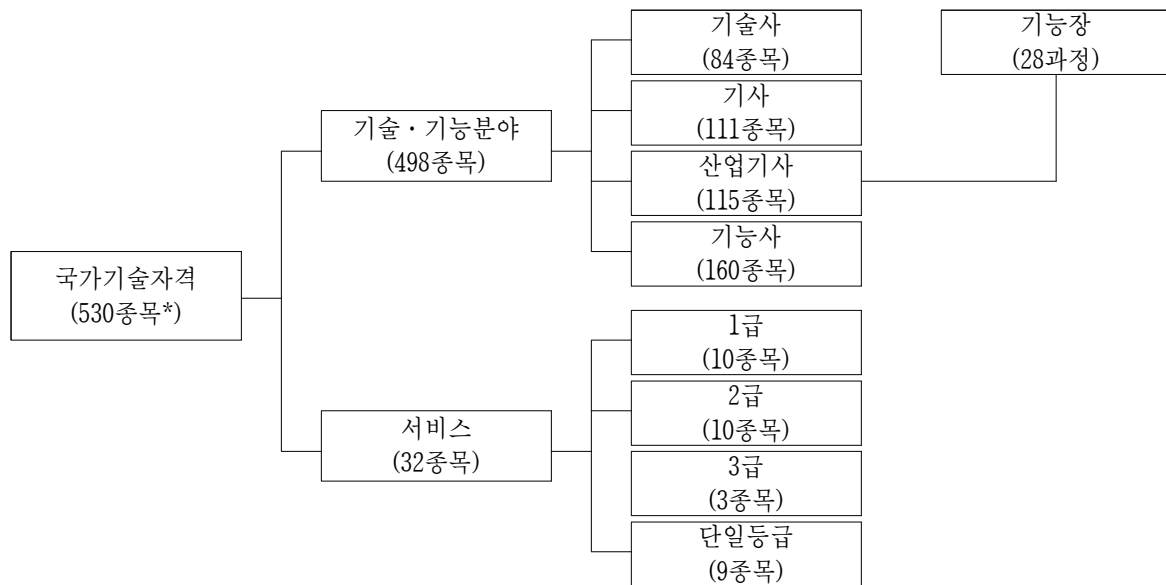 기술사
(84종목)
기능장
(28과정)
기사
(111종목)
기술・기능분야
(498종목)
산업기사
(115종목)
기능사
(160종목)
국가기술자격
(530종목*)
1급
(10종목)
2급
(10종목)
서비스
(32종목)
3급
(3종목)
단일등급
(9종목)